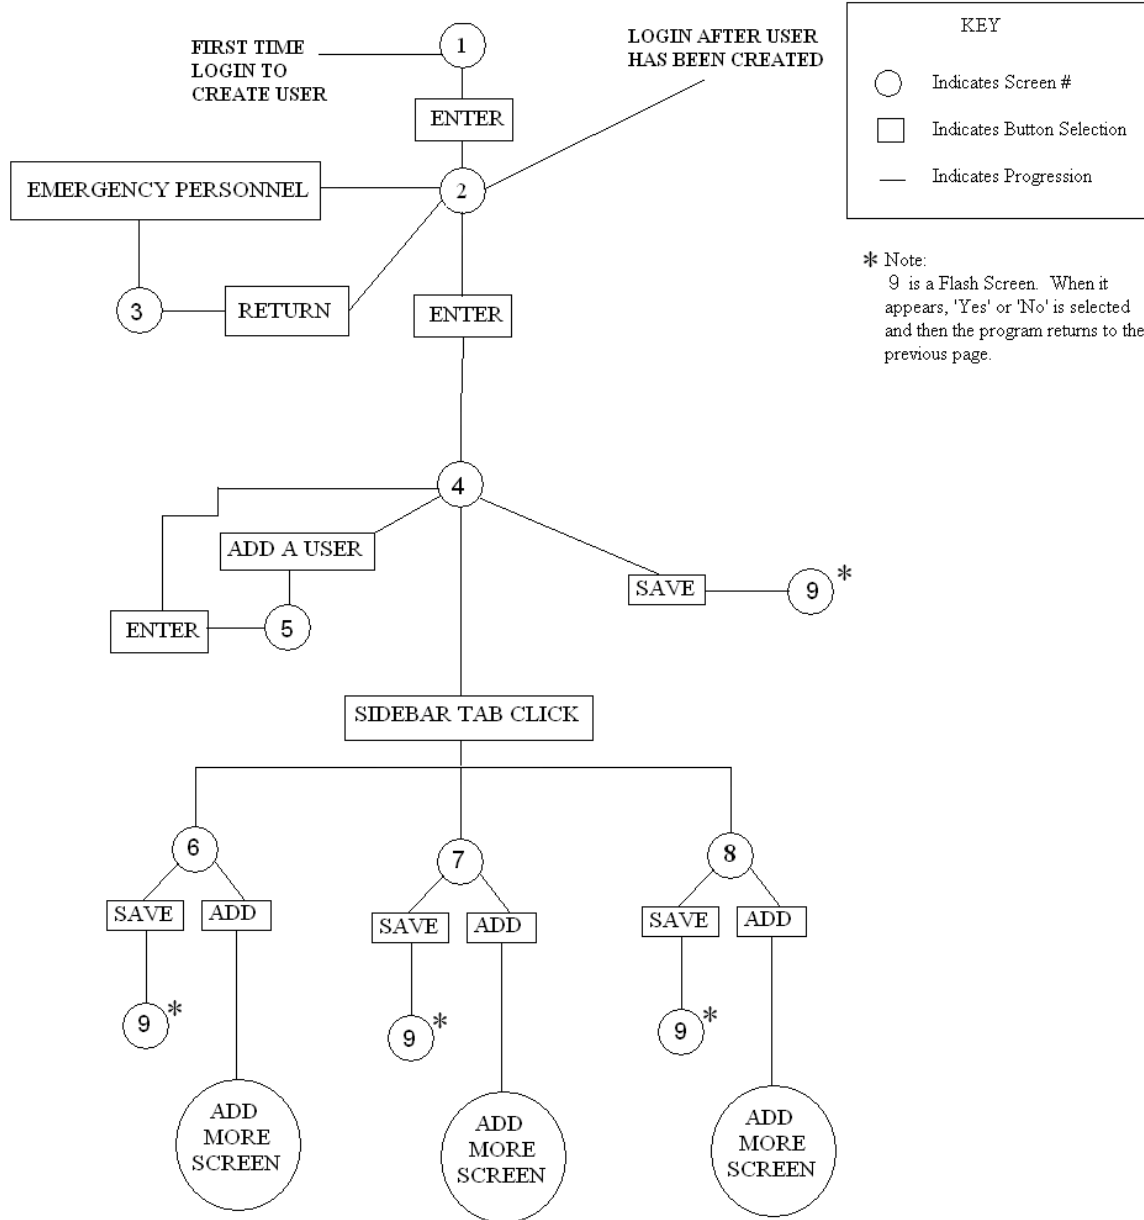 FIRST TIME
LOGIN TO
CREATE USER
1
LOGIN AFTER USER
HAS BEEN CREATED
KEY
Indicates Screen #
Indicates Button Selection
Indicates Progression
ENTER
EMERGENCY PERSONNEL
2
* Note:
9 is a Flash Screen. When it
appears, 'Yes' or 'No' is selected
and then the program returns to the
previous page.
3
RETURN
ENTER
4
ADD A USER
SAVE
9 *
ENTER
5
SIDEBAR TAB CLICK
6
7
8
SAVE
ADD
SAVE
ADD
SAVE
ADD
9 *
9 *
9 *
ADD
MORE
SCREEN
ADD
MORE
SCREEN
ADD
MORE
SCREEN